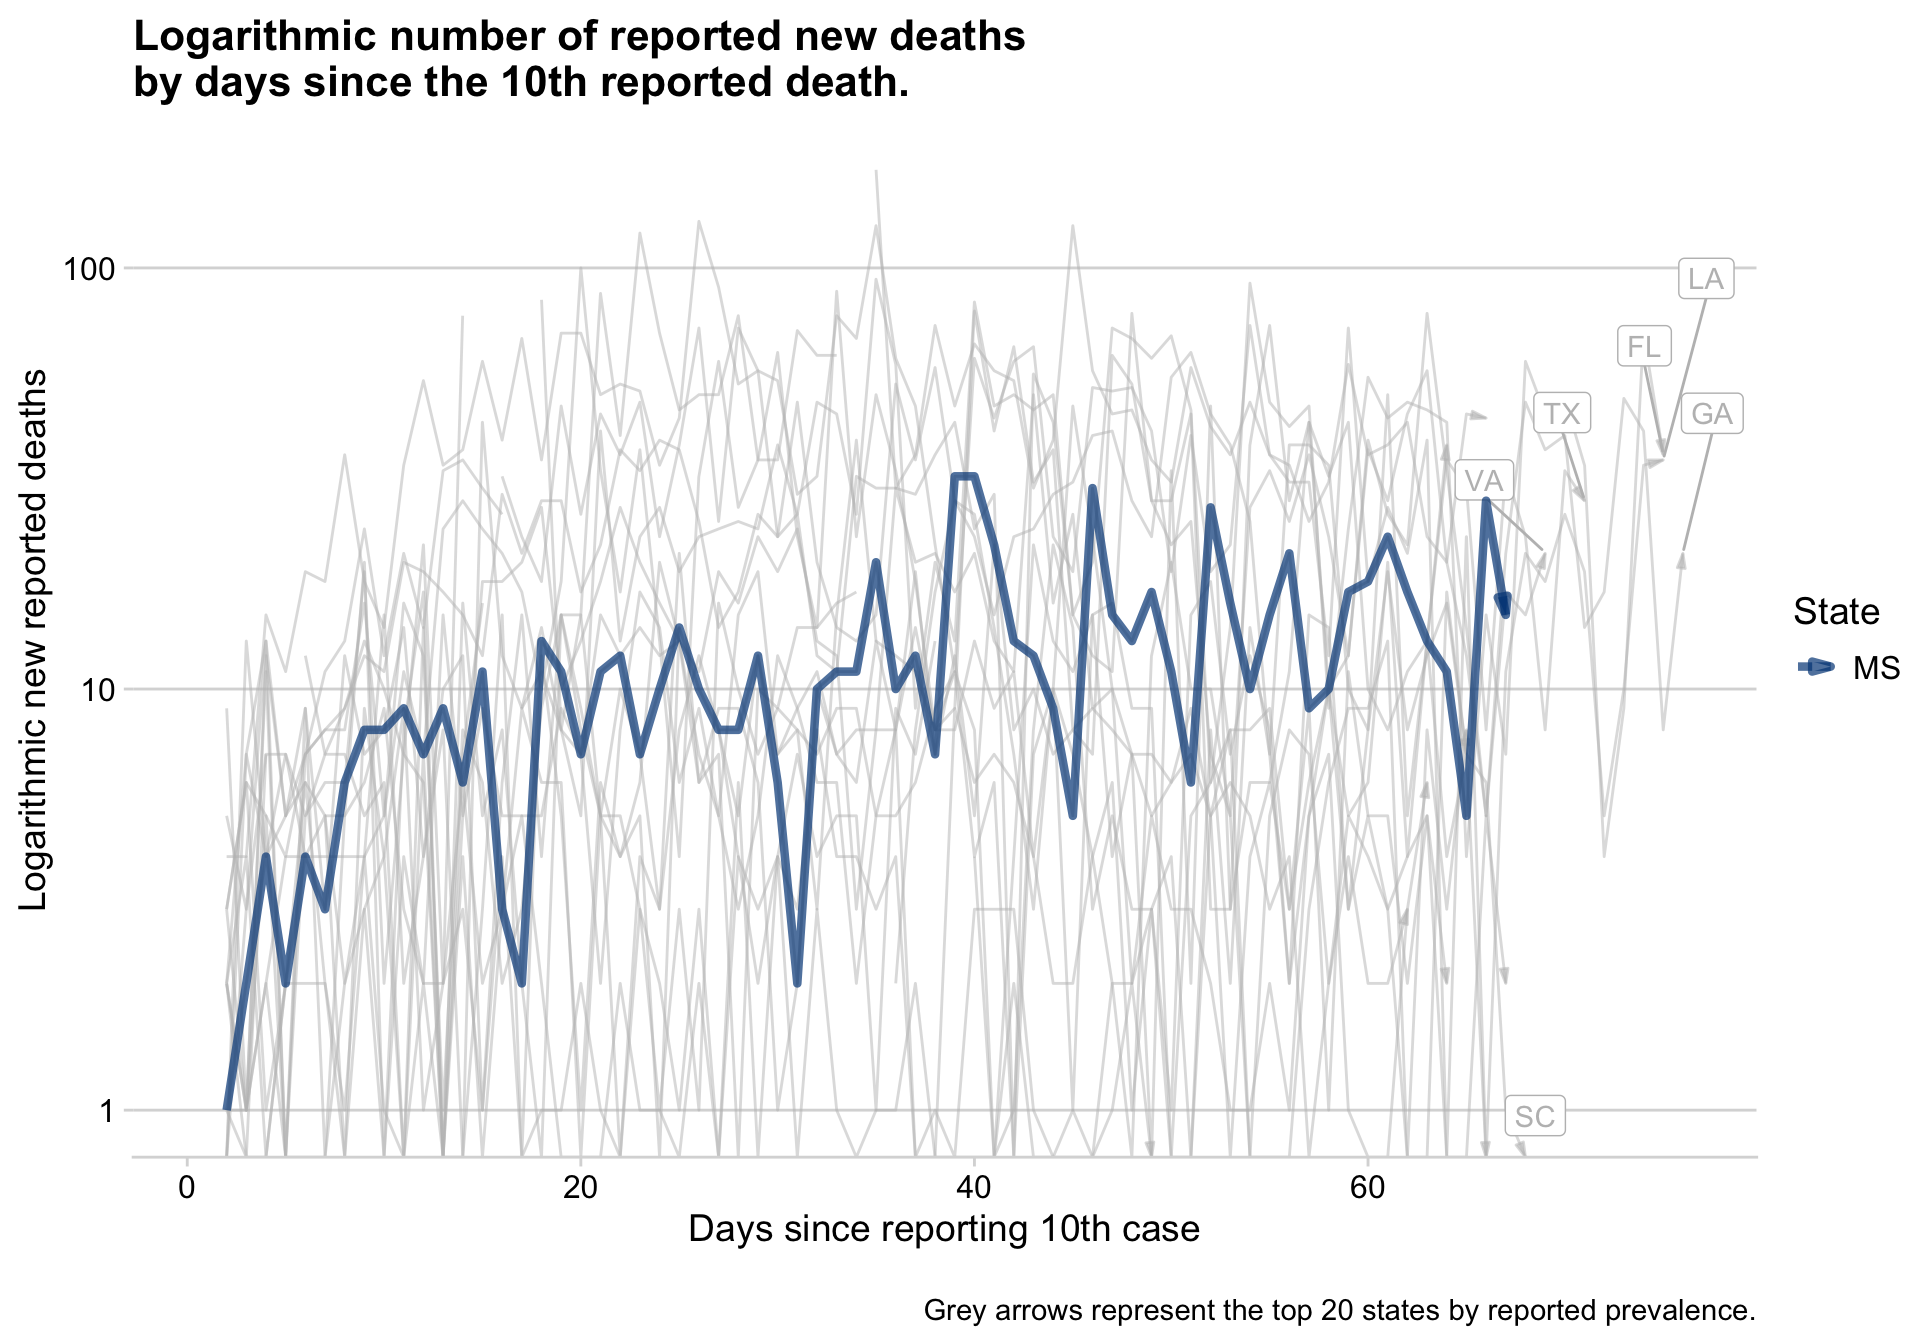 Logarithmic number of reported new deaths
by days since the 10th reported death.
Logarithmic new reported deaths
100
10
1
LA
FL
TX
GA
VA
SC
State
MS
0
20
40
60
Days since reporting 10th case
Grey arrows represent the top 20 states by reported prevalence.